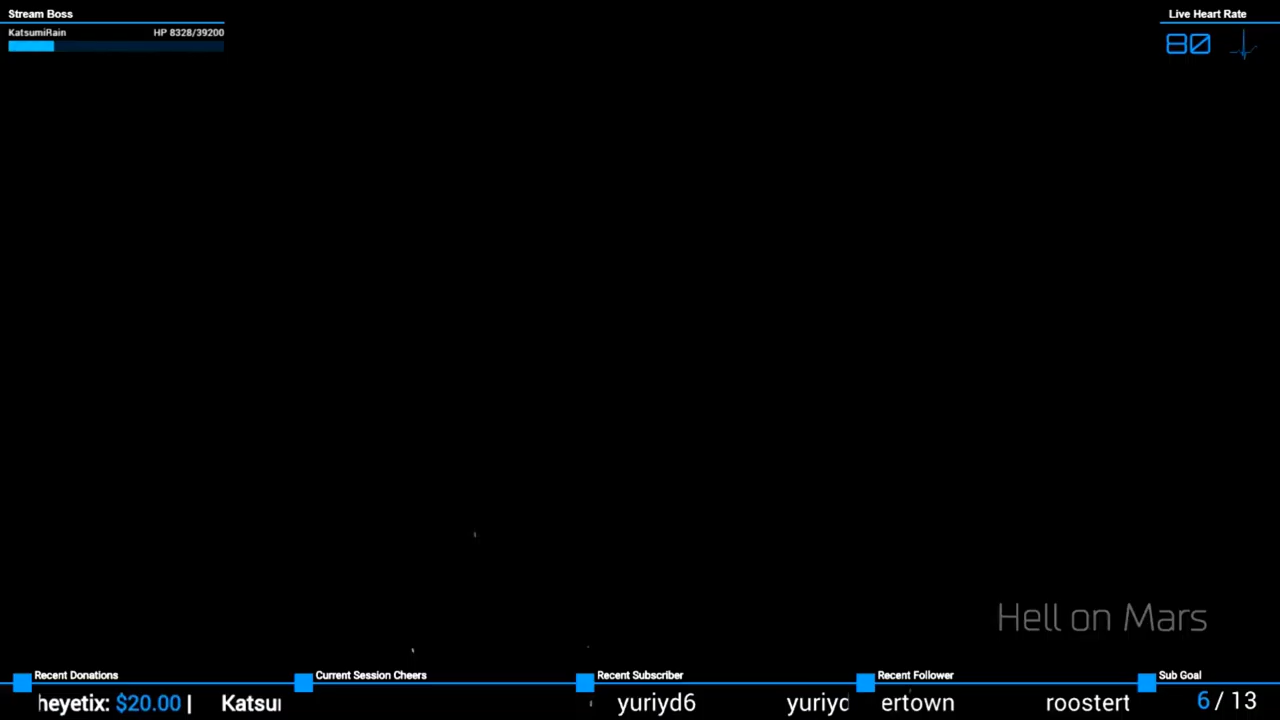 Stream Boss
KatsumiRain HP 8328/39200
Live Heart Rate
80
Hell on Mars
Recent Donations
heyetix: $20.00 | Katsui
Current Session Cheers
Recent Subscriber
yuriyd6 yuriyd
Recent Follower
ertown roostert
Sub Goal
6 / 13